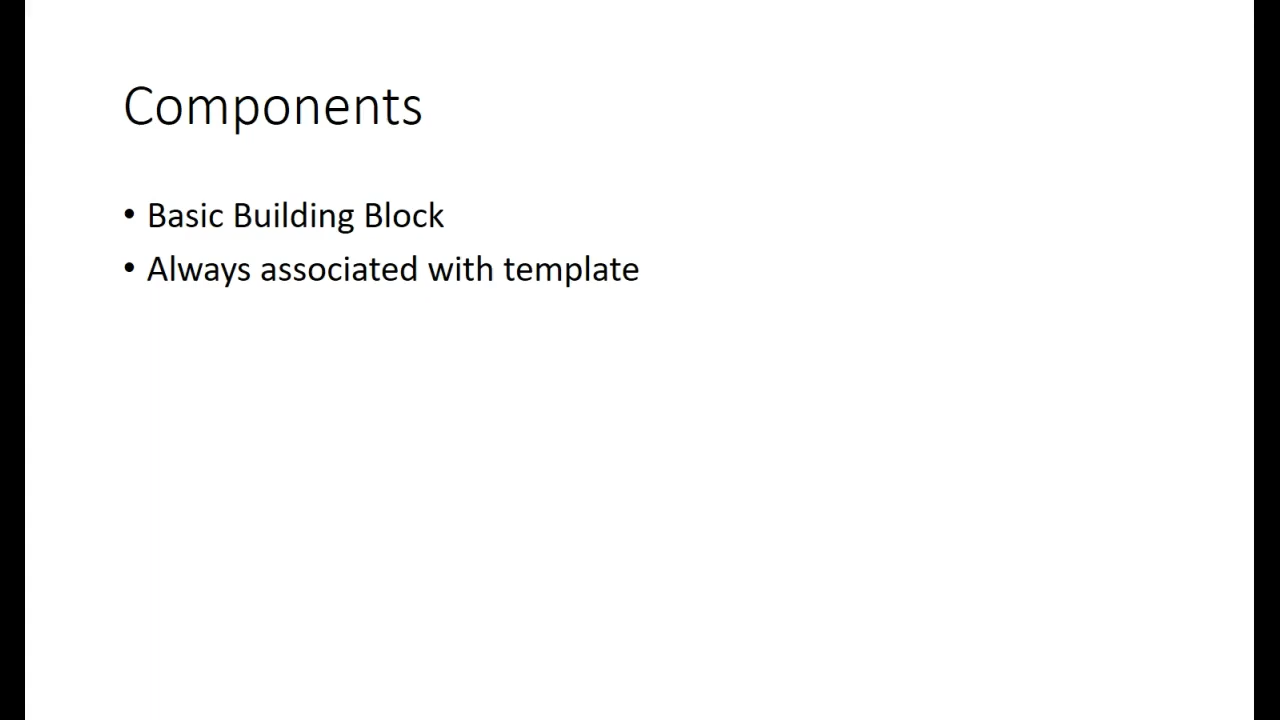 Components
• Basic Building Block
• Always associated with template